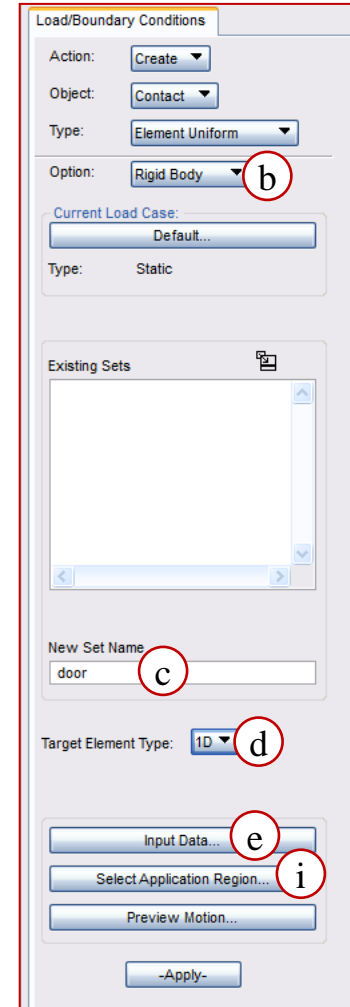 Load/Boundary Conditions
Action: Create
Object: Contact
Type: Element Uniform
Option: Rigid Body b
Current Load Case:
Default...
Type: Static
Existing Sets
New Set Name
door c
Target Element Type: 1D d
Input Data... e
Select Application Region... i
Preview Motion...
-Apply-